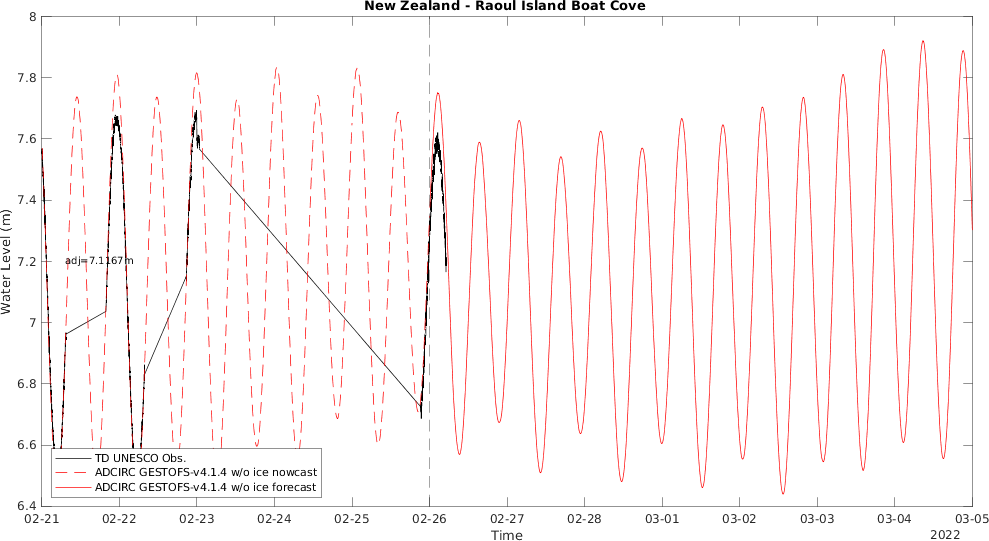 New Zealand - Raoul Island Boat Cove
8
7.8
7.6
7.4
7.2
7
6.8
6.6
6.4
Water Level (m)
adj=7.1167m
TD UNESCO Obs.
ADCIRC GESTOFS-v4.1.4 w/o ice nowcast
ADCIRC GESTOFS-v4.1.4 w/o ice forecast
02-21 02-22 02-23 02-24 02-25 02-26 02-27 02-28 03-01 03-02 03-03 03-04 03-05
Time
2022